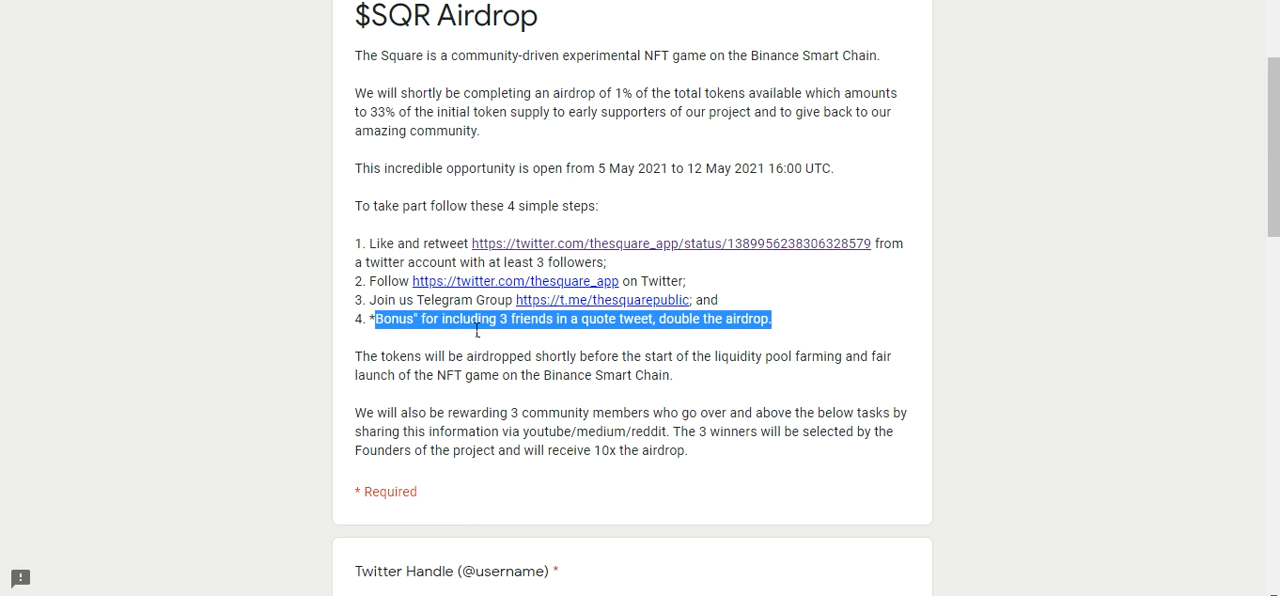 $SQR Airdrop
The Square is a community-driven experimental NFT game on the Binance Smart Chain.
We will shortly be completing an airdrop of 1% of the total tokens available which amounts
to 33% of the initial token supply to early supporters of our project and to give back to our
amazing community.
This incredible opportunity is open from 5 May 2021 to 12 May 2021 16:00 UTC.
To take part follow these 4 simple steps:
1. Like and retweet https://twitter.com/thesquare_app/status/1389956238306328579 from
a twitter account with at least 3 followers;
2. Follow https://twitter.com/thesquare_app on Twitter;
3. Join us Telegram Group https://t.me/thesquarepublic; and
4. *Bonus" for including 3 friends in a quote tweet, double the airdrop.
The tokens will be airdropped shortly before the start of the liquidity pool farming and fair
launch of the NFT game on the Binance Smart Chain.
We will also be rewarding 3 community members who go over and above the below tasks by
sharing this information via youtube/medium/reddit. The 3 winners will be selected by the
Founders of the project and will receive 10x the airdrop.
* Required
Twitter Handle (@username) *